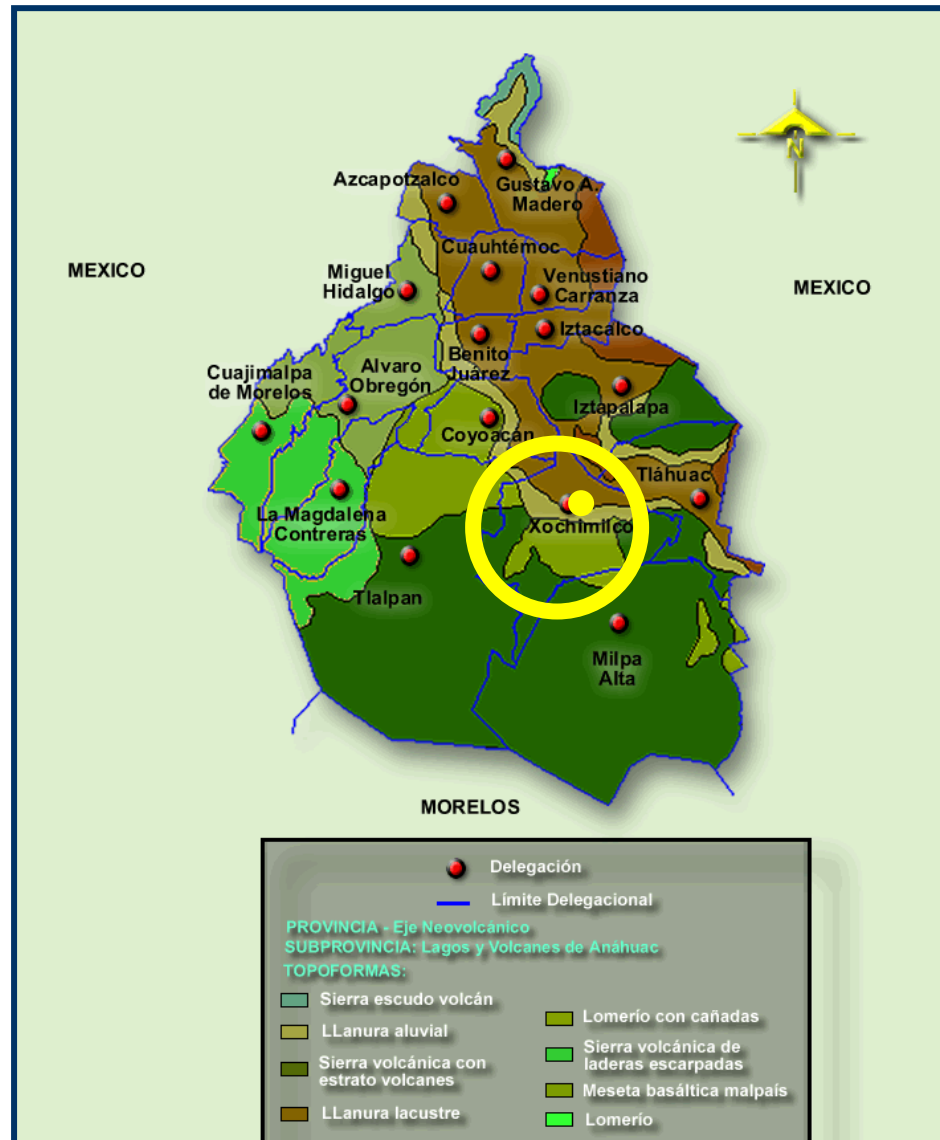 N
Azcapotzalco
Gustavo A.
Madero
Cuauhtémoc
MEXICO
Miguel
Hidalgo
Venustiano
Carranza
MEXICO
Iztacalco
Benito
Juárez
Cuajimalpa
de Morelos
Alvaro
Obregón
Iztapalapa
Coyoacán
Tláhuac
La Magdalena
Contreras
Xochimilco
Tlalpan
Milpa
Alta
MORELOS
Delegación
Límite Delegacional
PROVINCIA - Eje Neovolcánico
SUBPROVINCIA: Lagos y Volcanes de Anáhuac
TOPOFORMAS:
Sierra escudo volcán
LLanura aluvial
Sierra volcánica con
estrato volcanes
LLanura lacustre
Lomerío con cañadas
Sierra volcánica de
laderas escarpadas
Meseta basáltica malpaís
Lomerío